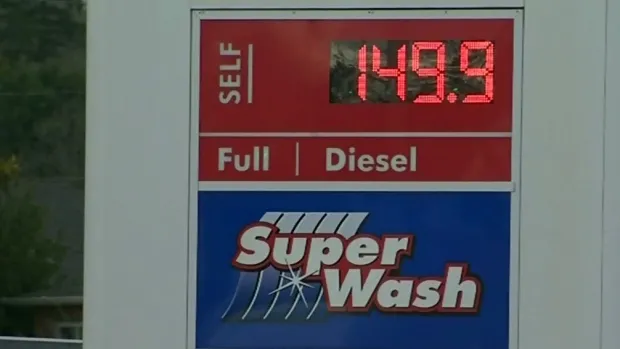 SELF 149.9
Full | Diesel
Super
Wash